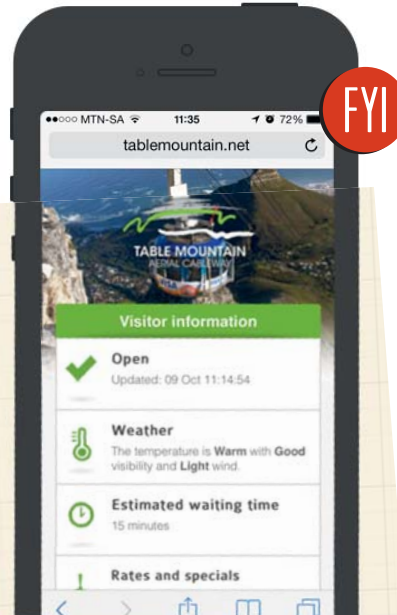 MTN-SA 11:35 72%
FYI
tablemountain.net
TABLE MOUNTAIN
AERIAL CABLEWAY
Visitor information
Open
Updated: 09 Oct 11:14:54
Weather
The temperature is Warm with Good
visibility and Light wind.
Estimated waiting time
15 minutes
Rates and specials